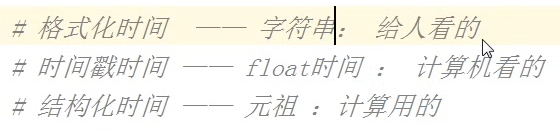 # 格式化时间 —— 字符串： 给人看的
# 时间戳时间 —— float时间 ： 计算机看的
# 结构化时间 —— 元祖 ：计算用的